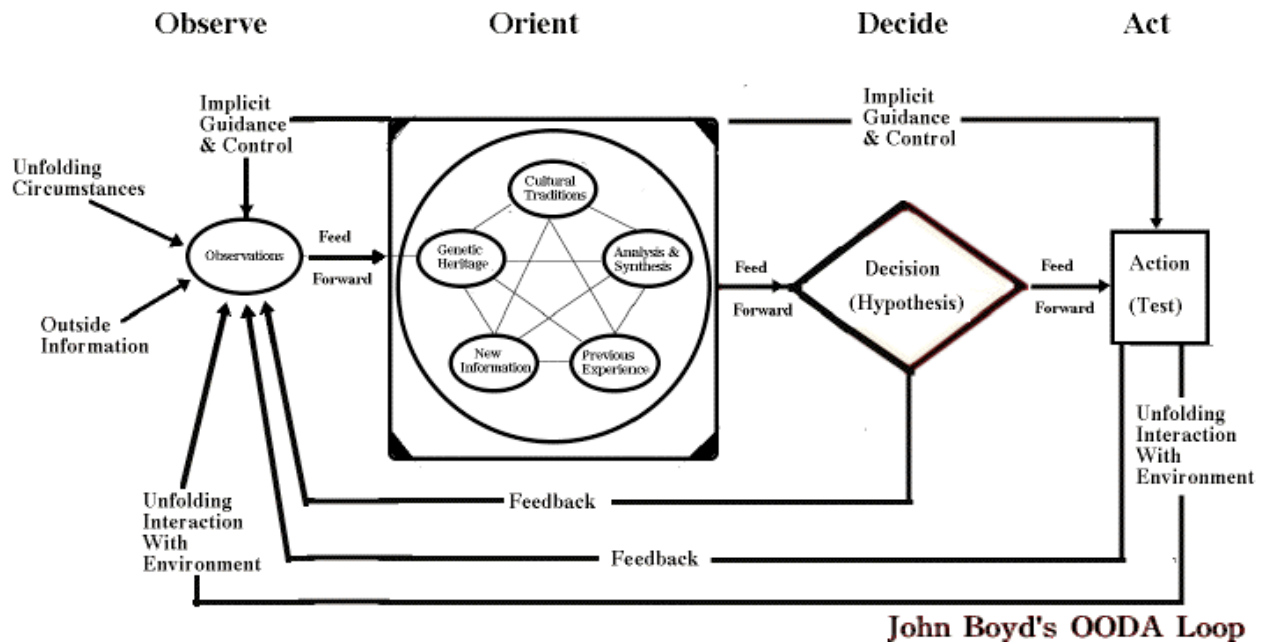 Observe
Orient
Decide
Act
Implicit
Guidance
& Control
Implicit
Guidance
& Control
Unfolding
Circumstances
Observations
Outside
Information
Feed
Forward
Cultural
Traditions
Genetic
Heritage
Analysis &
Synthesis
New
Information
Previous
Experience
Feed
Forward
Decision
(Hypothesis)
Feed
Forward
Action
(Test)
Unfolding
Interaction
With
Environment
Feedback
Unfolding
Interaction
With
Environment
Feedback
John Boyd's OODA Loop